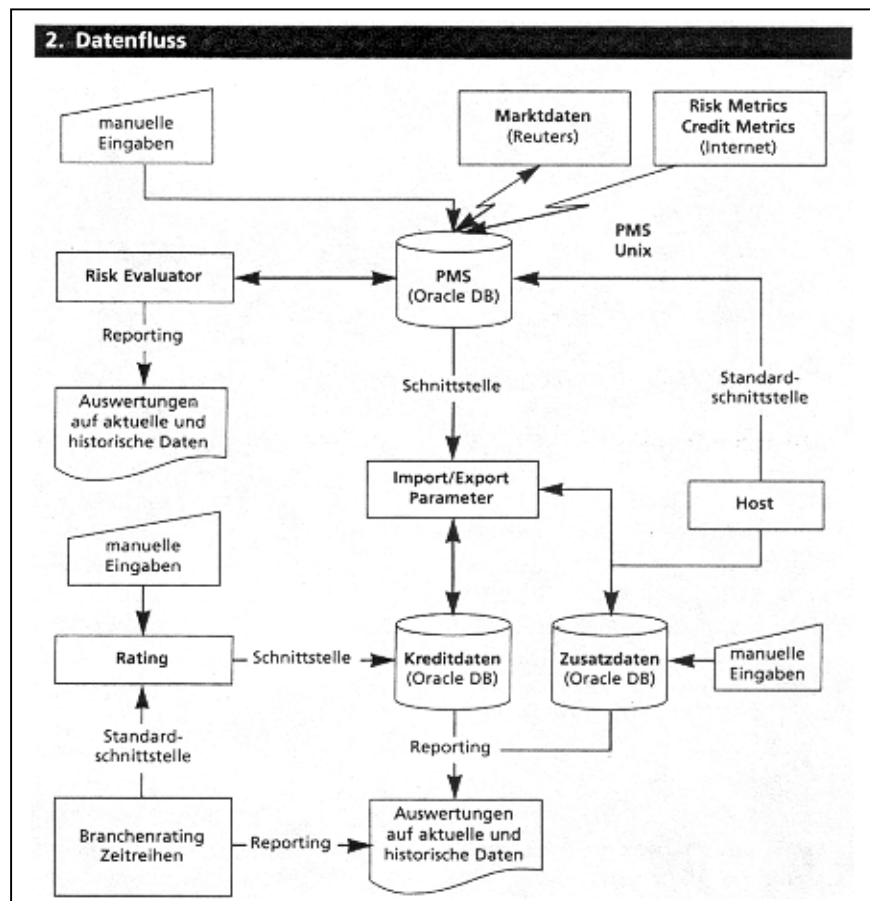 2. Datenfluss
manuelle
Eingaben
Marktdaten
(Reuters)
Risk Metrics
Credit Metrics
(Internet)
PMS
Unix
Risk Evaluator
PMS
(Oracle DB)
Reporting
Schnittstelle
Standard-
schnittstelle
Auswertungen
auf aktuelle und
historische Daten
Import/Export
Parameter
Host
manuelle
Eingaben
Rating
Schnittstelle
Kreditdaten
(Oracle DB)
Zusatzdaten
(Oracle DB)
manuelle
Eingaben
Standard-
schnittstelle
Reporting
Branchenrating
Zeitreihen
Reporting
Auswertungen
auf aktuelle und
historische Daten